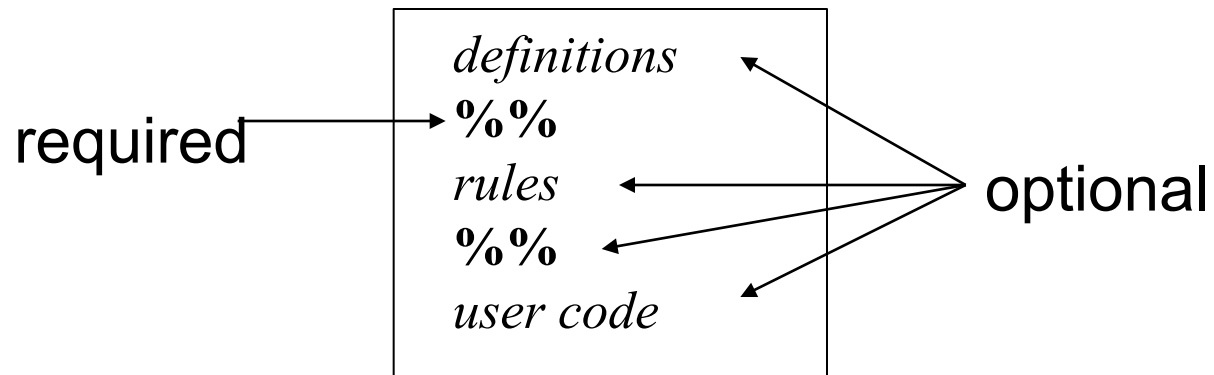 definitions
%%
required
rules
optional
%%
user code